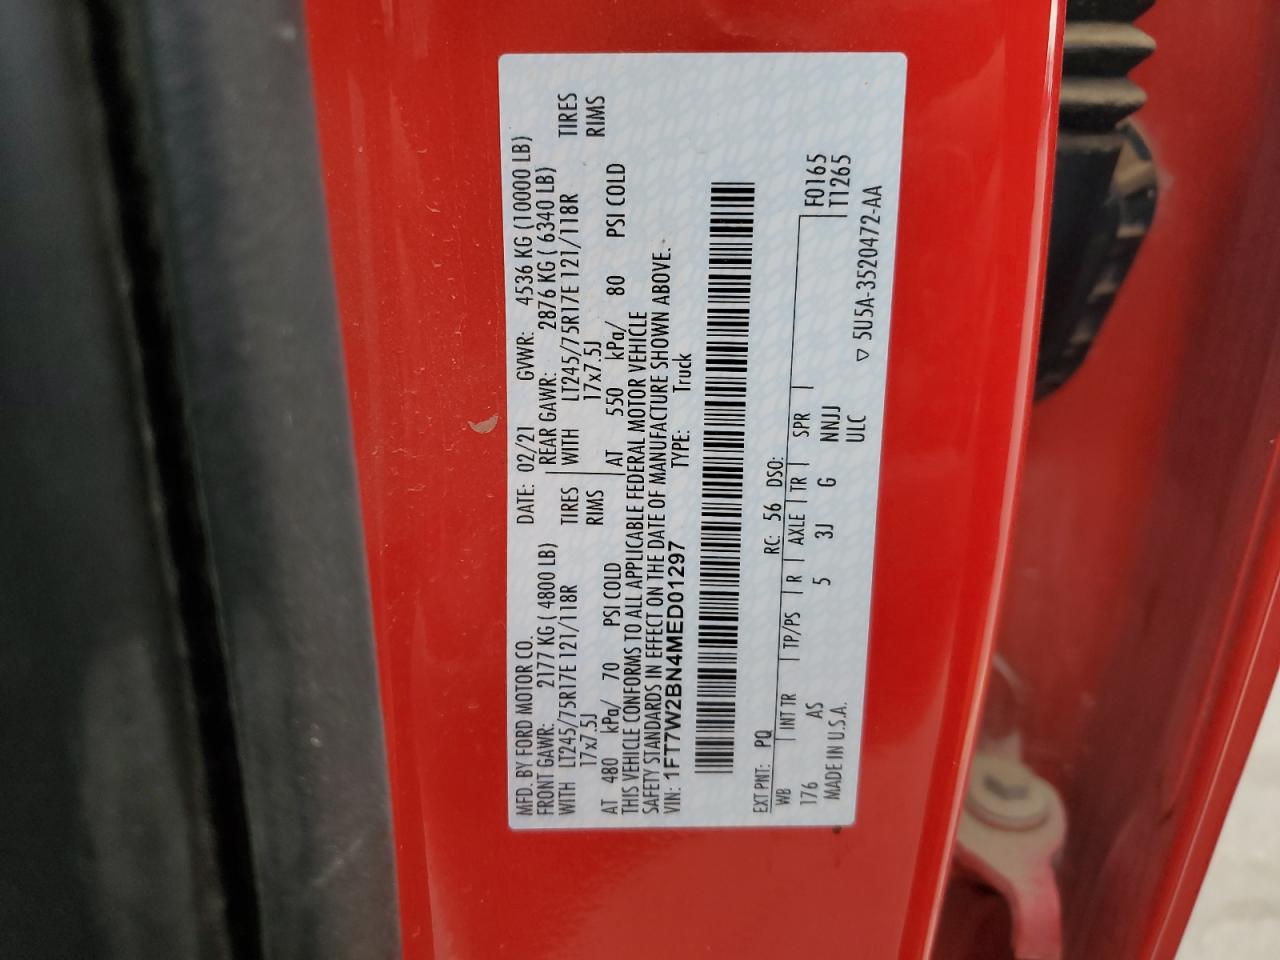 MFD. BY FORD MOTOR CO.
DATE: 02/21 GVWR: 4536 KG (10000 LB)
FRONT GAWR: 2177 KG ( 4800 LB) REAR GAWR: 2876 KG ( 6340 LB)
WITH LT245/75R17E 121/118R TIRES WITH LT245/75R17E 121/118R TIRES
17x7.5J RIMS 17x7.5J RIMS
AT 480 kPa/ 70 PSI COLD AT 550 kPa/ 80 PSI COLD
THIS VEHICLE CONFORMS TO ALL APPLICABLE FEDERAL MOTOR VEHICLE
SAFETY STANDARDS IN EFFECT ON THE DATE OF MANUFACTURE SHOWN ABOVE.
VIN: 1FT7W2BN4MED01297 TYPE: Truck
EXT PNT: PQ RC: 56 DSO: F0165
WB INT TR TP/PS R AXLE TR SPR T1265
176 AS 5 3J G NNJJ
MADE IN U.S.A. ULC
▽ 5U5A-3520472-AA